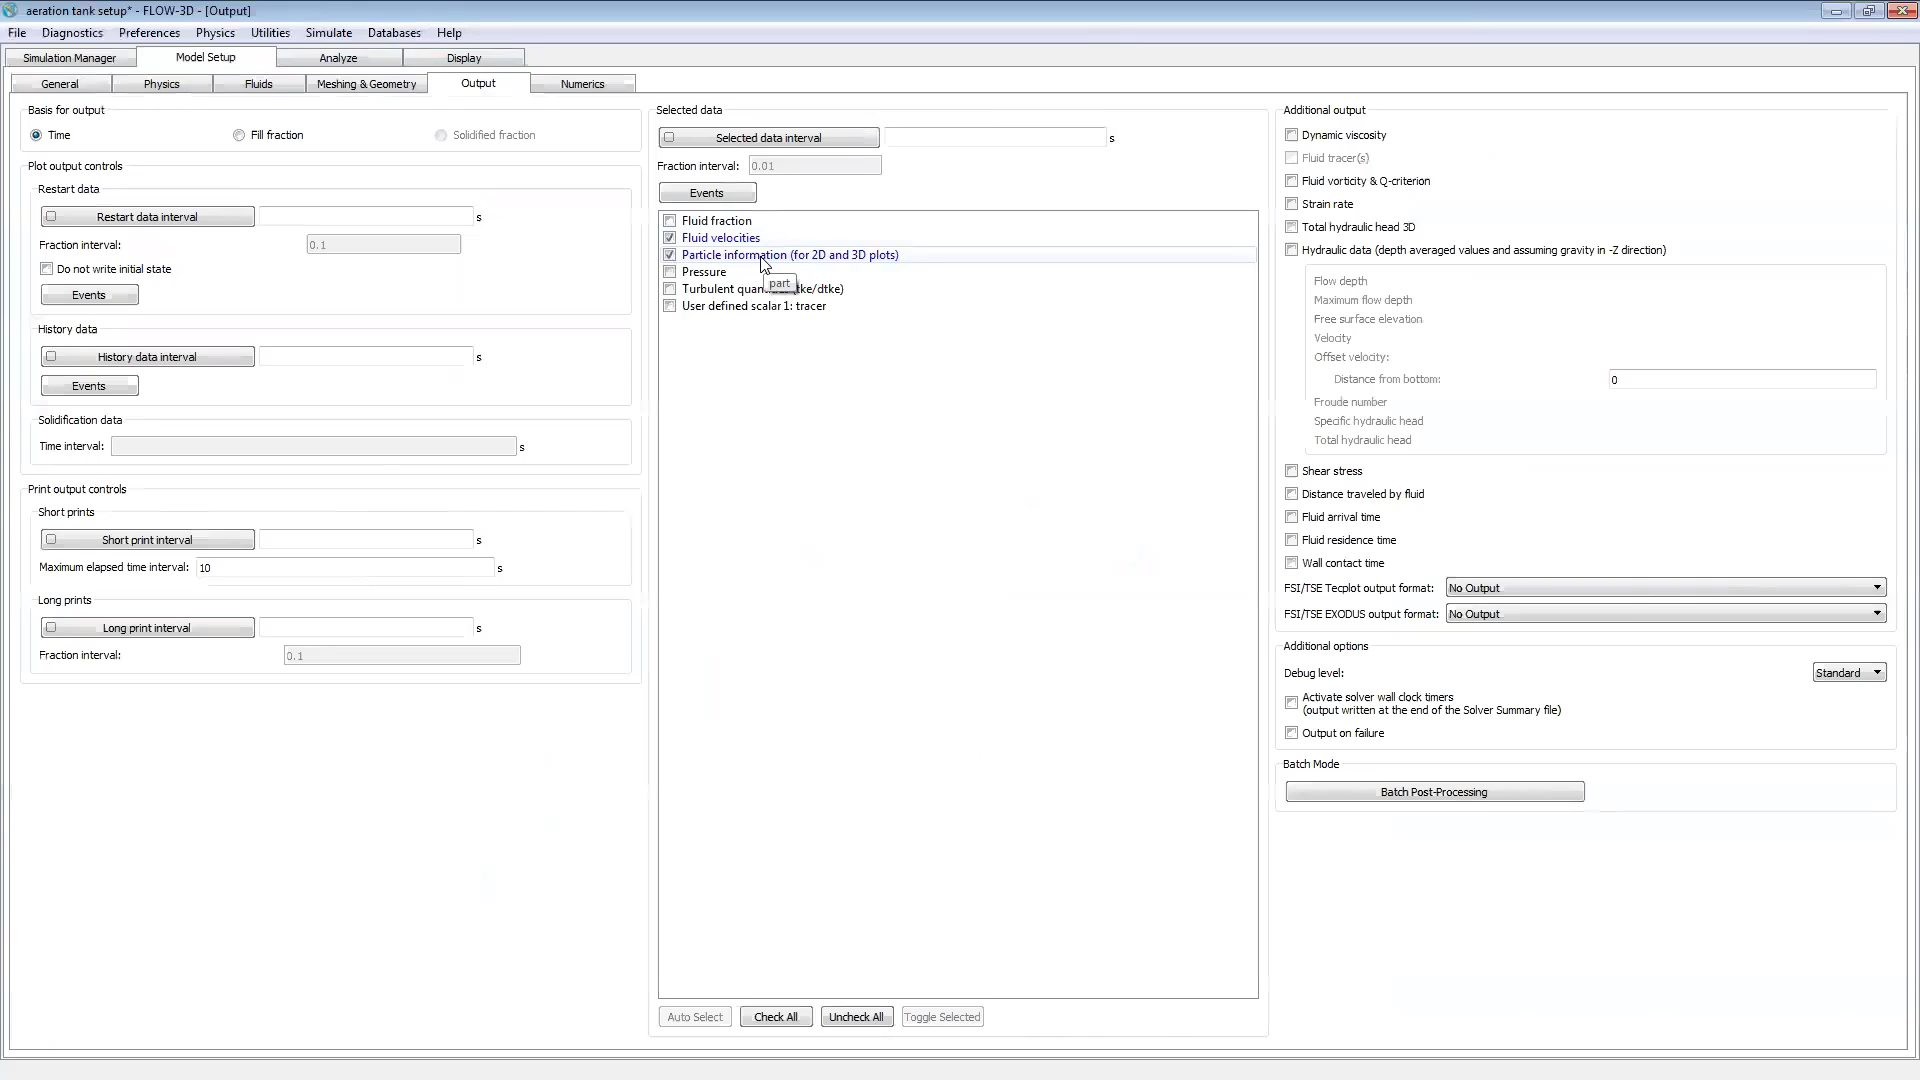 aeration tank setup* - FLOW-3D - [Output]
File Diagnostics Preferences Physics Utilities Simulate Databases Help
Simulation Manager Model Setup Analyze Display
General Physics Fluids Meshing & Geometry Output Numerics
Basis for output
Time Fill fraction Solidified fraction
Plot output controls
Restart data
Restart data interval s
Fraction interval: 0.1
Do not write initial state
Events
History data
History data interval s
Events
Solidification data
Time interval: s
Print output controls
Short prints
Short print interval s
Maximum elapsed time interval: 10 s
Long prints
Long print interval s
Fraction interval: 0.1
Selected data
Selected data interval s
Fraction interval: 0.01
Events
Fluid fraction
Fluid velocities
Particle information (for 2D and 3D plots)
Pressure
part
Turbulent quan tke/dtke)
User defined scalar 1: tracer
Auto Select Check All Uncheck All Toggle Selected
Additional output
Dynamic viscosity
Fluid tracer(s)
Fluid vorticity & Q-criterion
Strain rate
Total hydraulic head 3D
Hydraulic data (depth averaged values and assuming gravity in -Z direction)
Flow depth
Maximum flow depth
Free surface elevation
Velocity
Offset velocity:
Distance from bottom: 0
Froude number
Specific hydraulic head
Total hydraulic head
Shear stress
Distance traveled by fluid
Fluid arrival time
Fluid residence time
Wall contact time
FSI/TSE Tecplot output format: No Output
FSI/TSE EXODUS output format: No Output
Additional options
Debug level: Standard
Activate solver wall clock timers
(output written at the end of the Solver Summary file)
Output on failure
Batch Mode
Batch Post-Processing